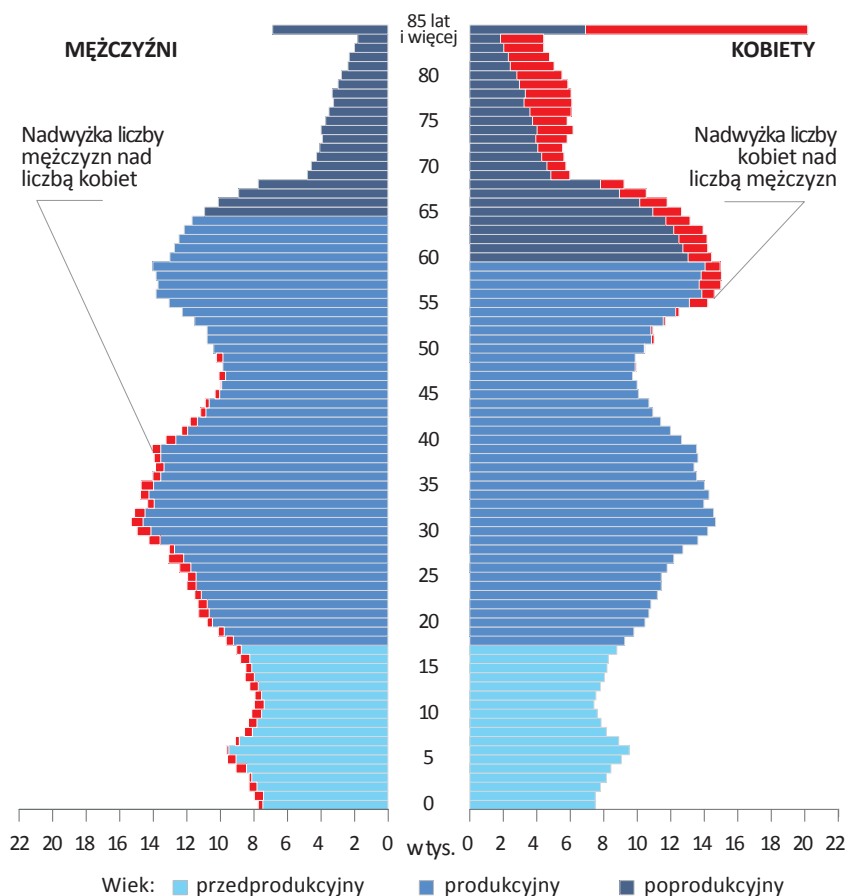 MĘŻCZYŹNI
85 lat
i więcej
KOBIETY
Nadwyżka liczby
mężczyzn nad
liczbą kobiet
Nadwyżka liczby
kobiet nad
liczbą mężczyzn
80
75
70
65
60
55
50
45
40
35
30
25
20
15
10
5
0
22 20 18 16 14 12 10 8 6 4 2 0 w tys. 0 2 4 6 8 10 12 14 16 18 20 22
Wiek: przedprodukcyjny produkcyjny poprodukcyjny